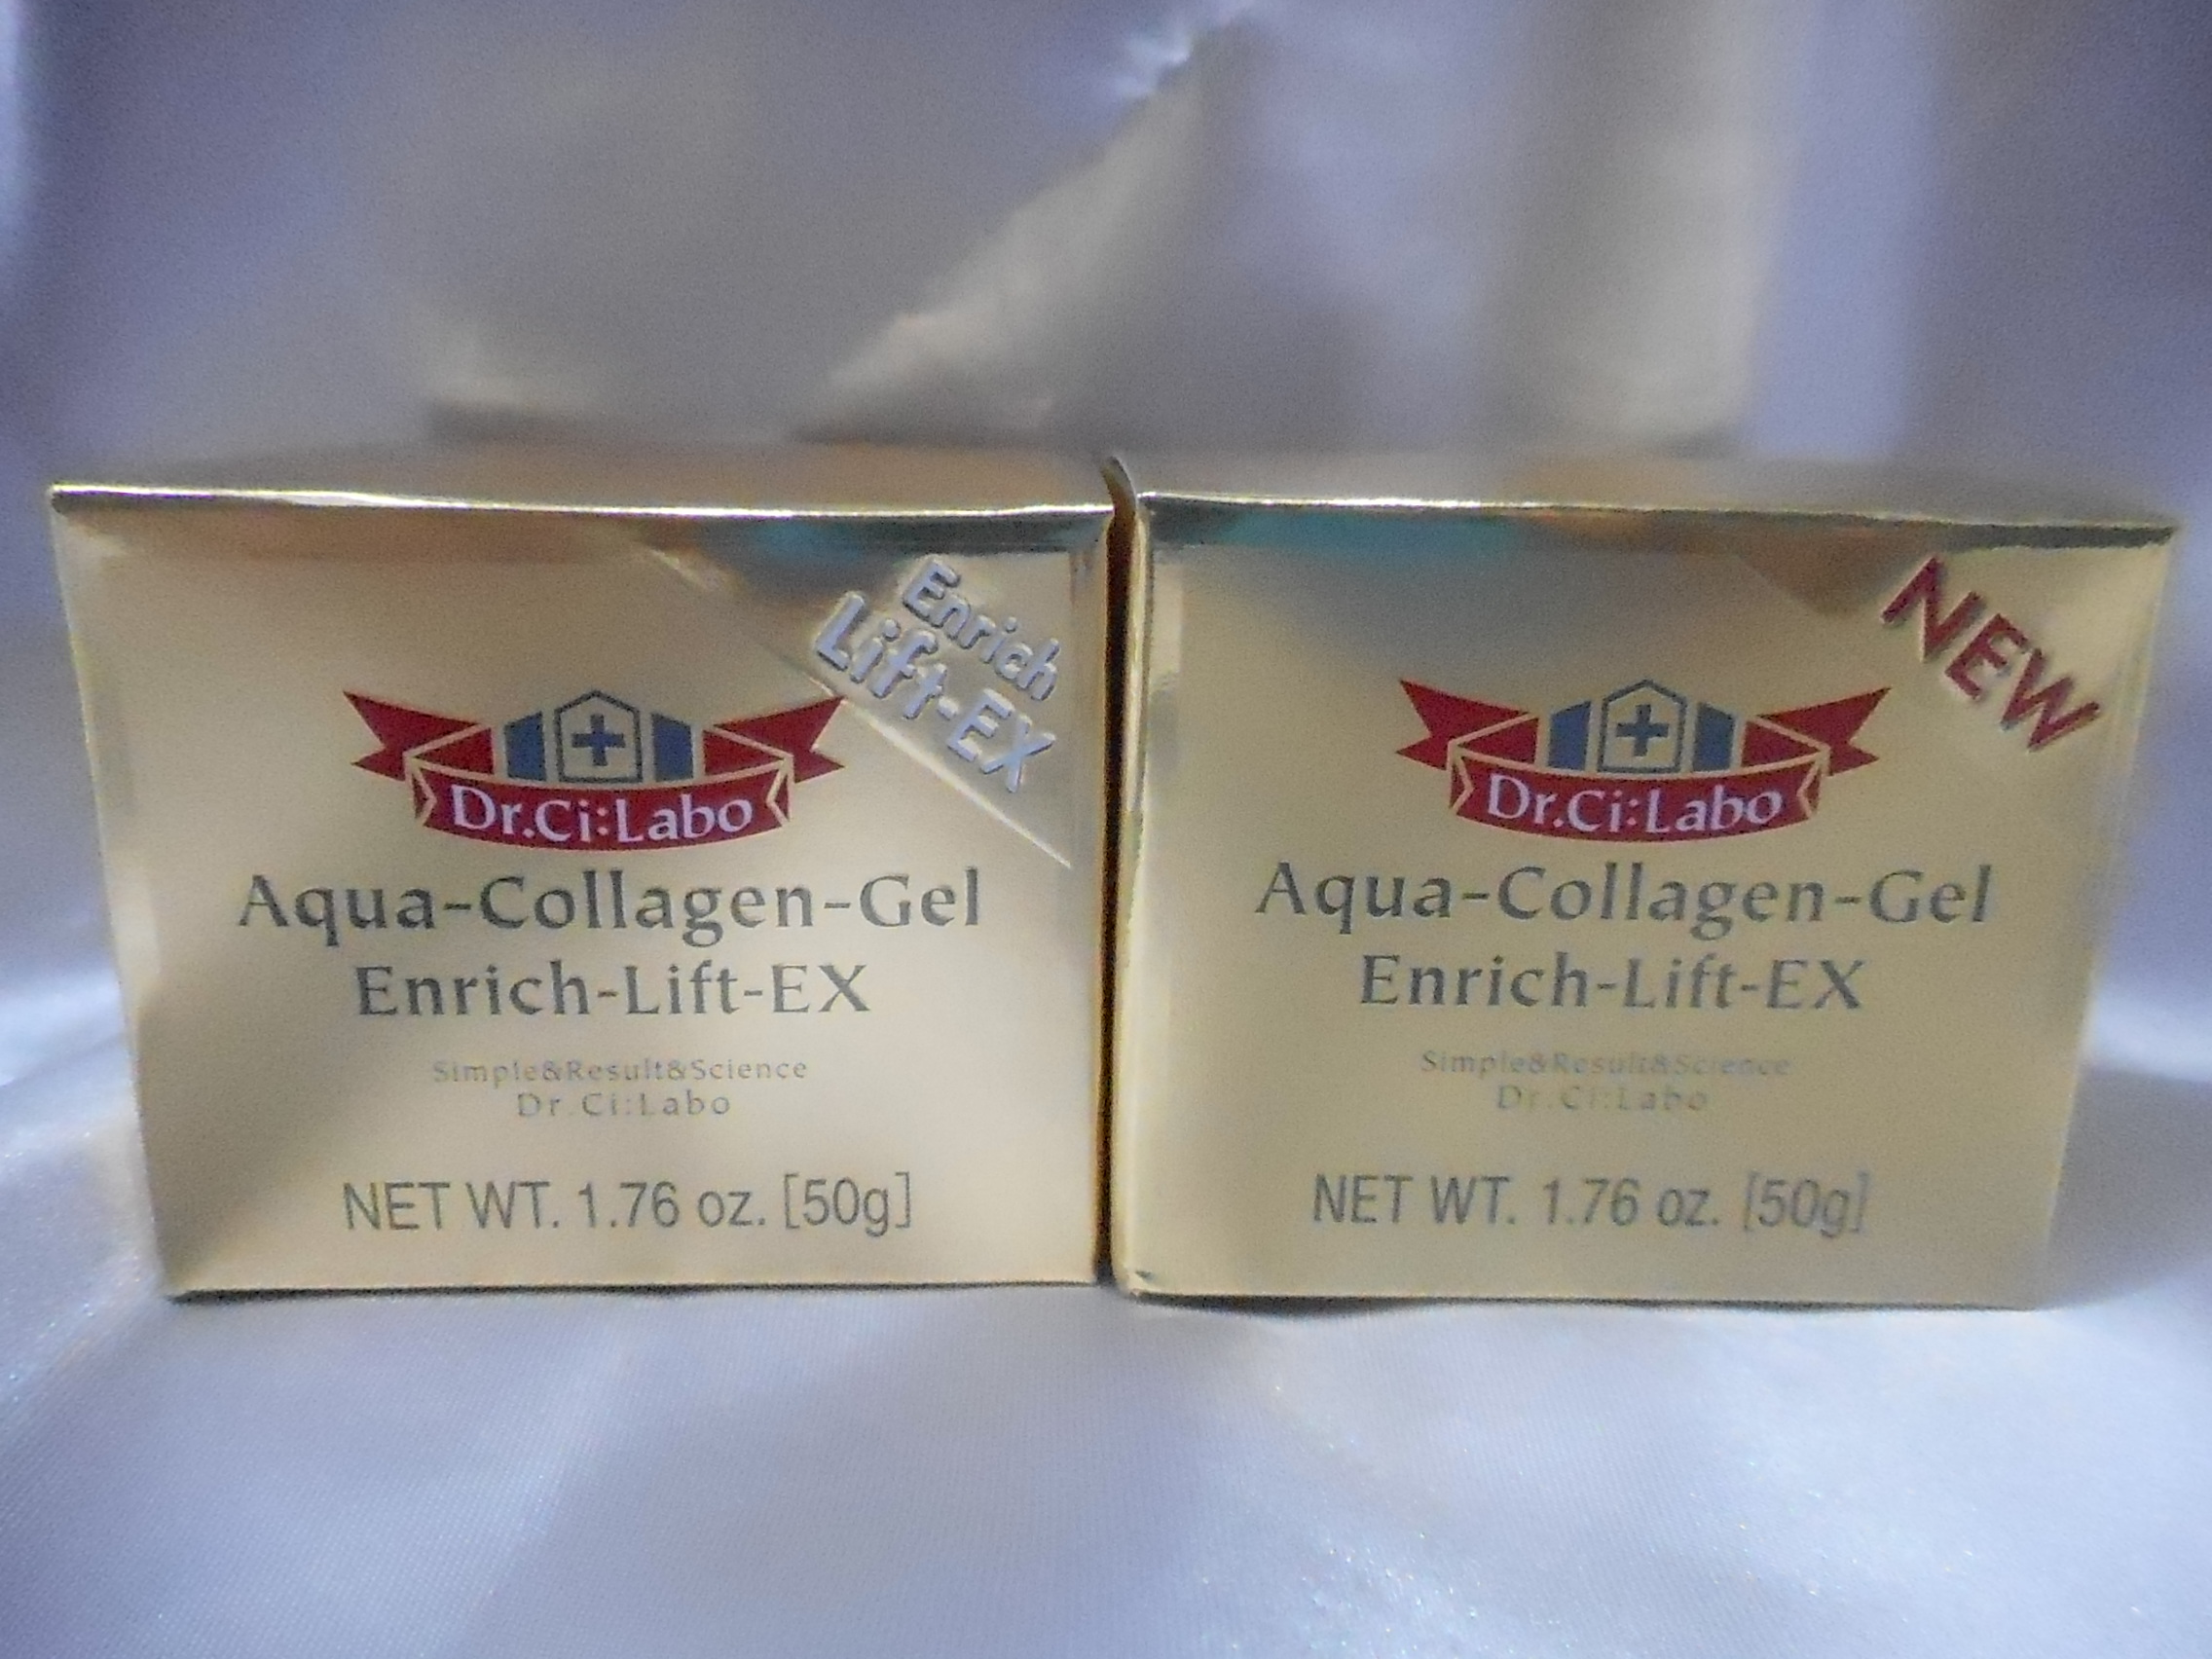 Enrich
Lift-EX
Dr.Ci:Labo
Aqua-Collagen-Gel
Enrich-Lift-EX
Simple&Result&Science
Dr.Ci:Labo
NET WT. 1.76 oz. [50g]
NEW
Dr.Ci:Labo
Aqua-Collagen-Gel
Enrich-Lift-EX
Simple&Result&Science
Dr.Ci:Labo
NET WT. 1.76 oz. [50g]